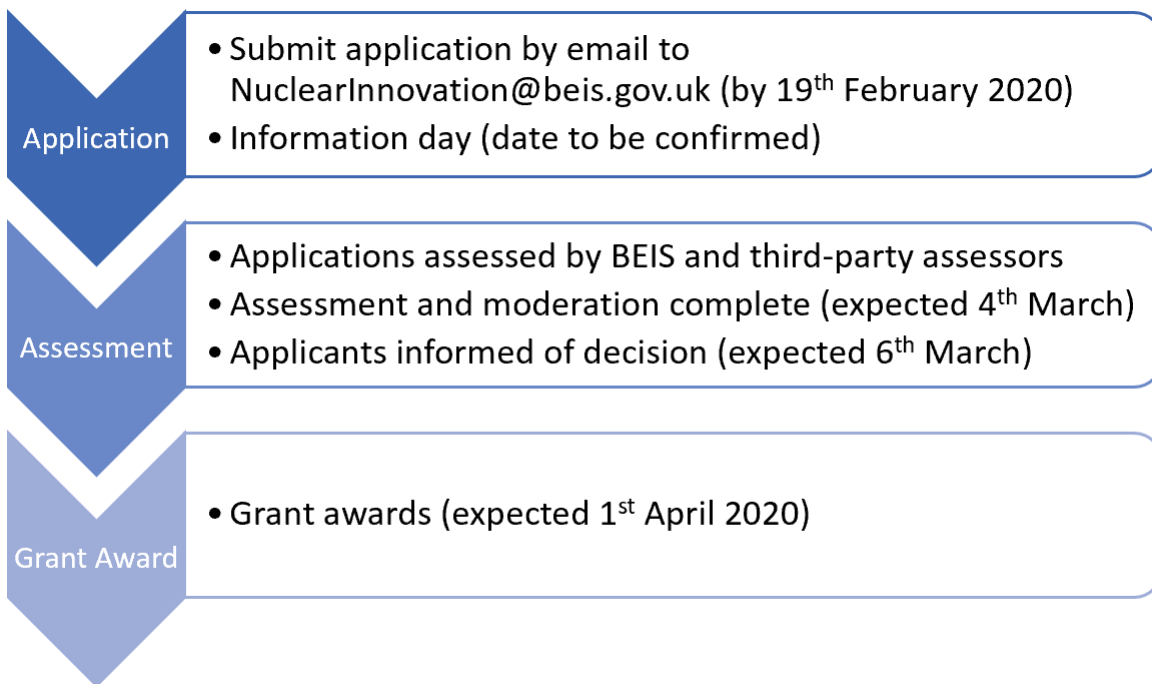 Application
• Submit application by email to
NuclearInnovation@beis.gov.uk (by 19th February 2020)
• Information day (date to be confirmed)
Assessment
• Applications assessed by BEIS and third-party assessors
• Assessment and moderation complete (expected 4th March)
• Applicants informed of decision (expected 6th March)
Grant Award
• Grant awards (expected 1st April 2020)